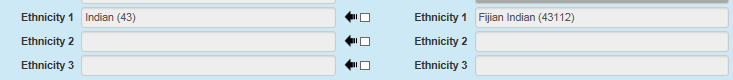 Ethnicity 1 Indian (43) Ethnicity 1 Fijian Indian (43112)
Ethnicity 2 Ethnicity 2
Ethnicity 3 Ethnicity 3